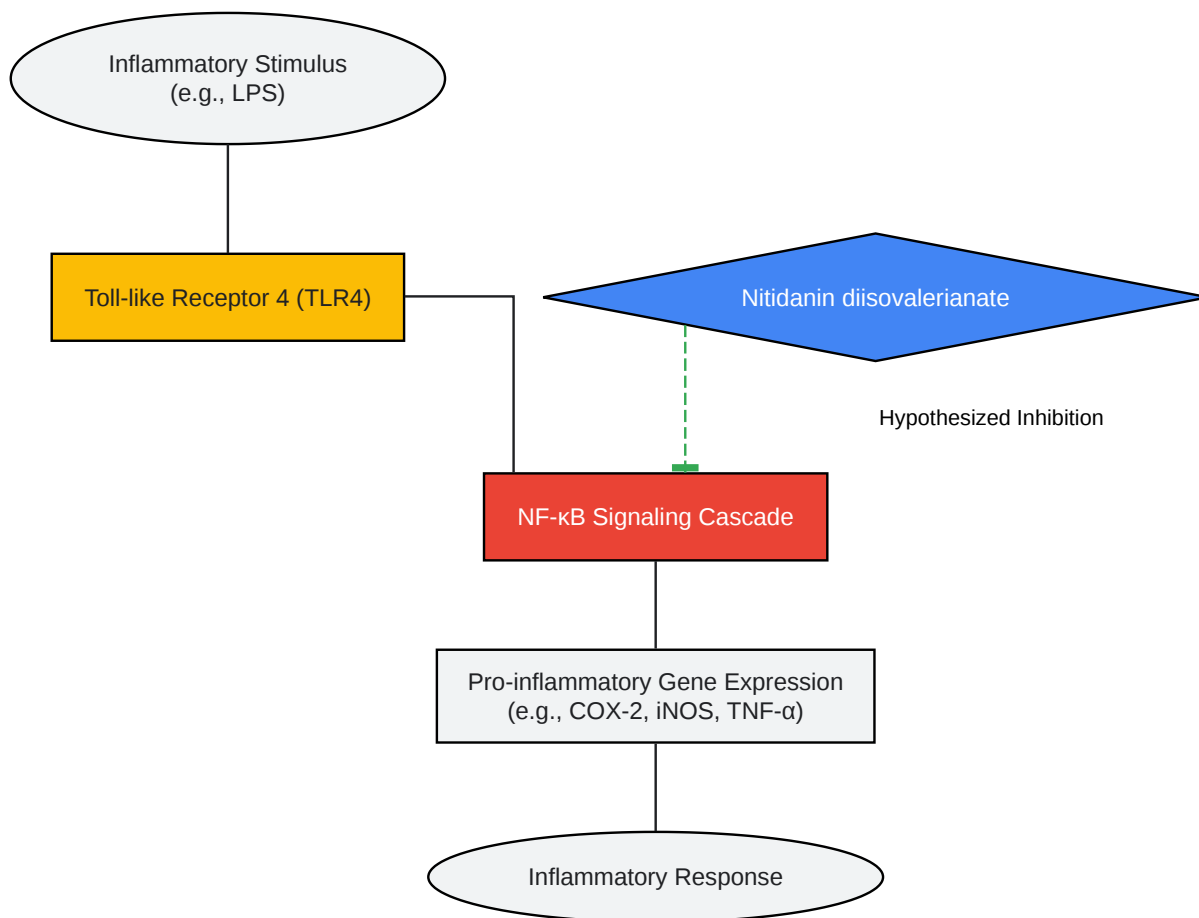 Inflammatory Stimulus
(e.g., LPS)
Toll-like Receptor 4 (TLR4)
Nitidanin diisovalerianate
Hypothesized Inhibition
NF-κB Signaling Cascade
Pro-inflammatory Gene Expression
(e.g., COX-2, iNOS, TNF-α)
Inflammatory Response